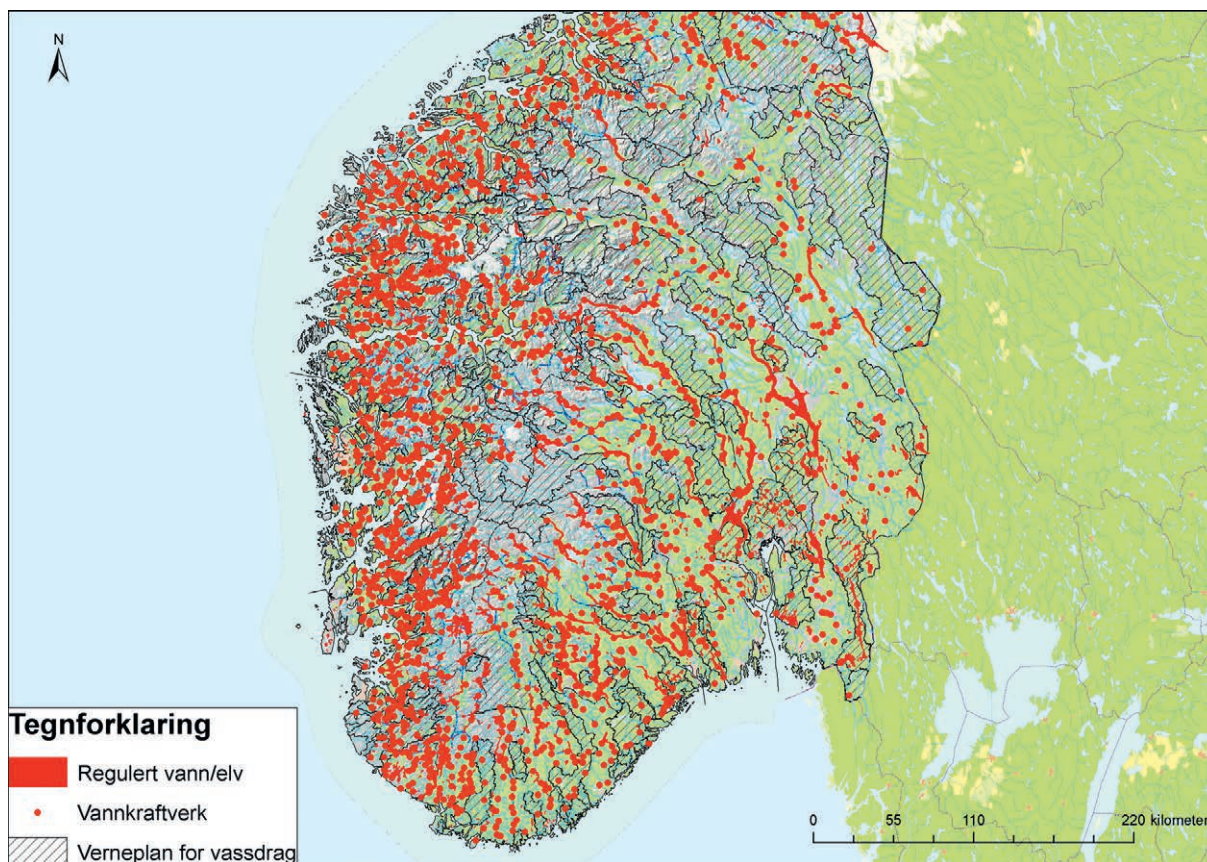 N
Tegnforklaring
Regulert vann/elv
Vannkraftverk
Verneplan for vassdrag
0 55 110 220 kilometer